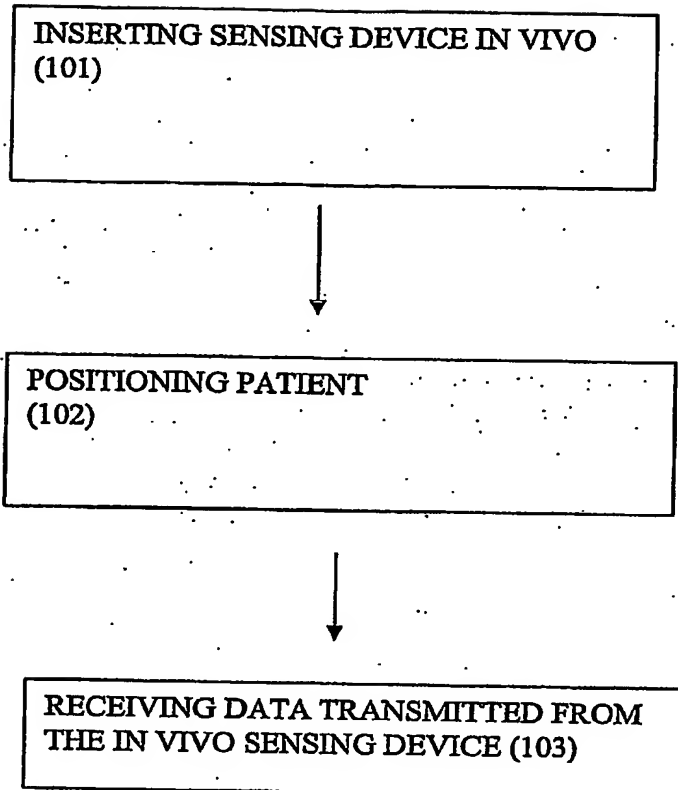 INSERTING SENSING DEVICE IN VIVO
(101)
POSITIONING PATIENT
(102)
RECEIVING DATA TRANSMITTED FROM
THE IN VIVO SENSING DEVICE (103)